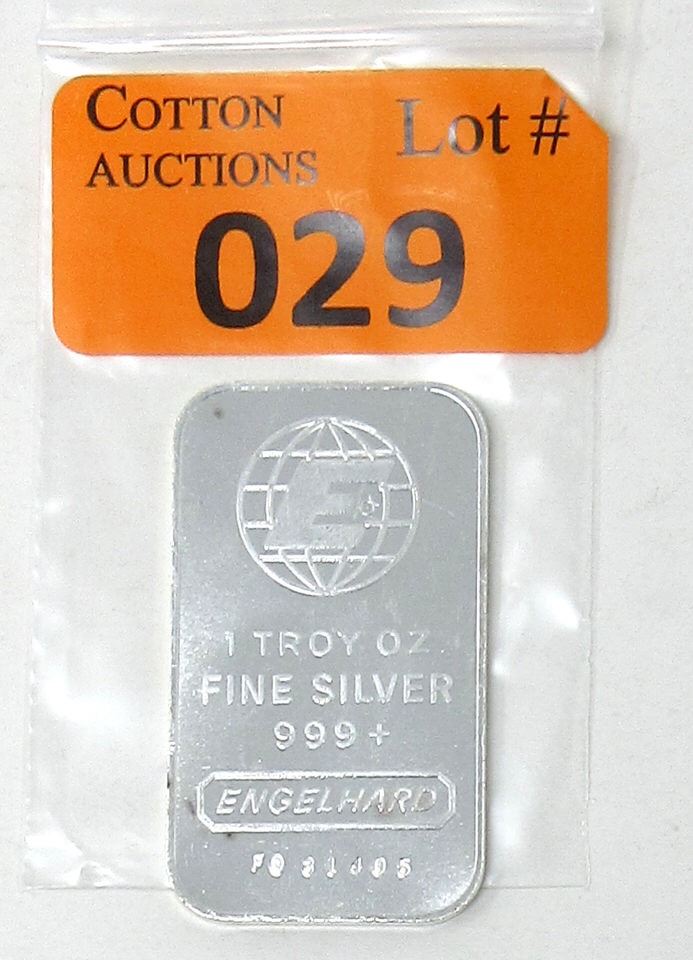 COTTON Lot #
AUCTIONS
029
E
1 TROY OZ
FINE SILVER
999+
ENGELHARD